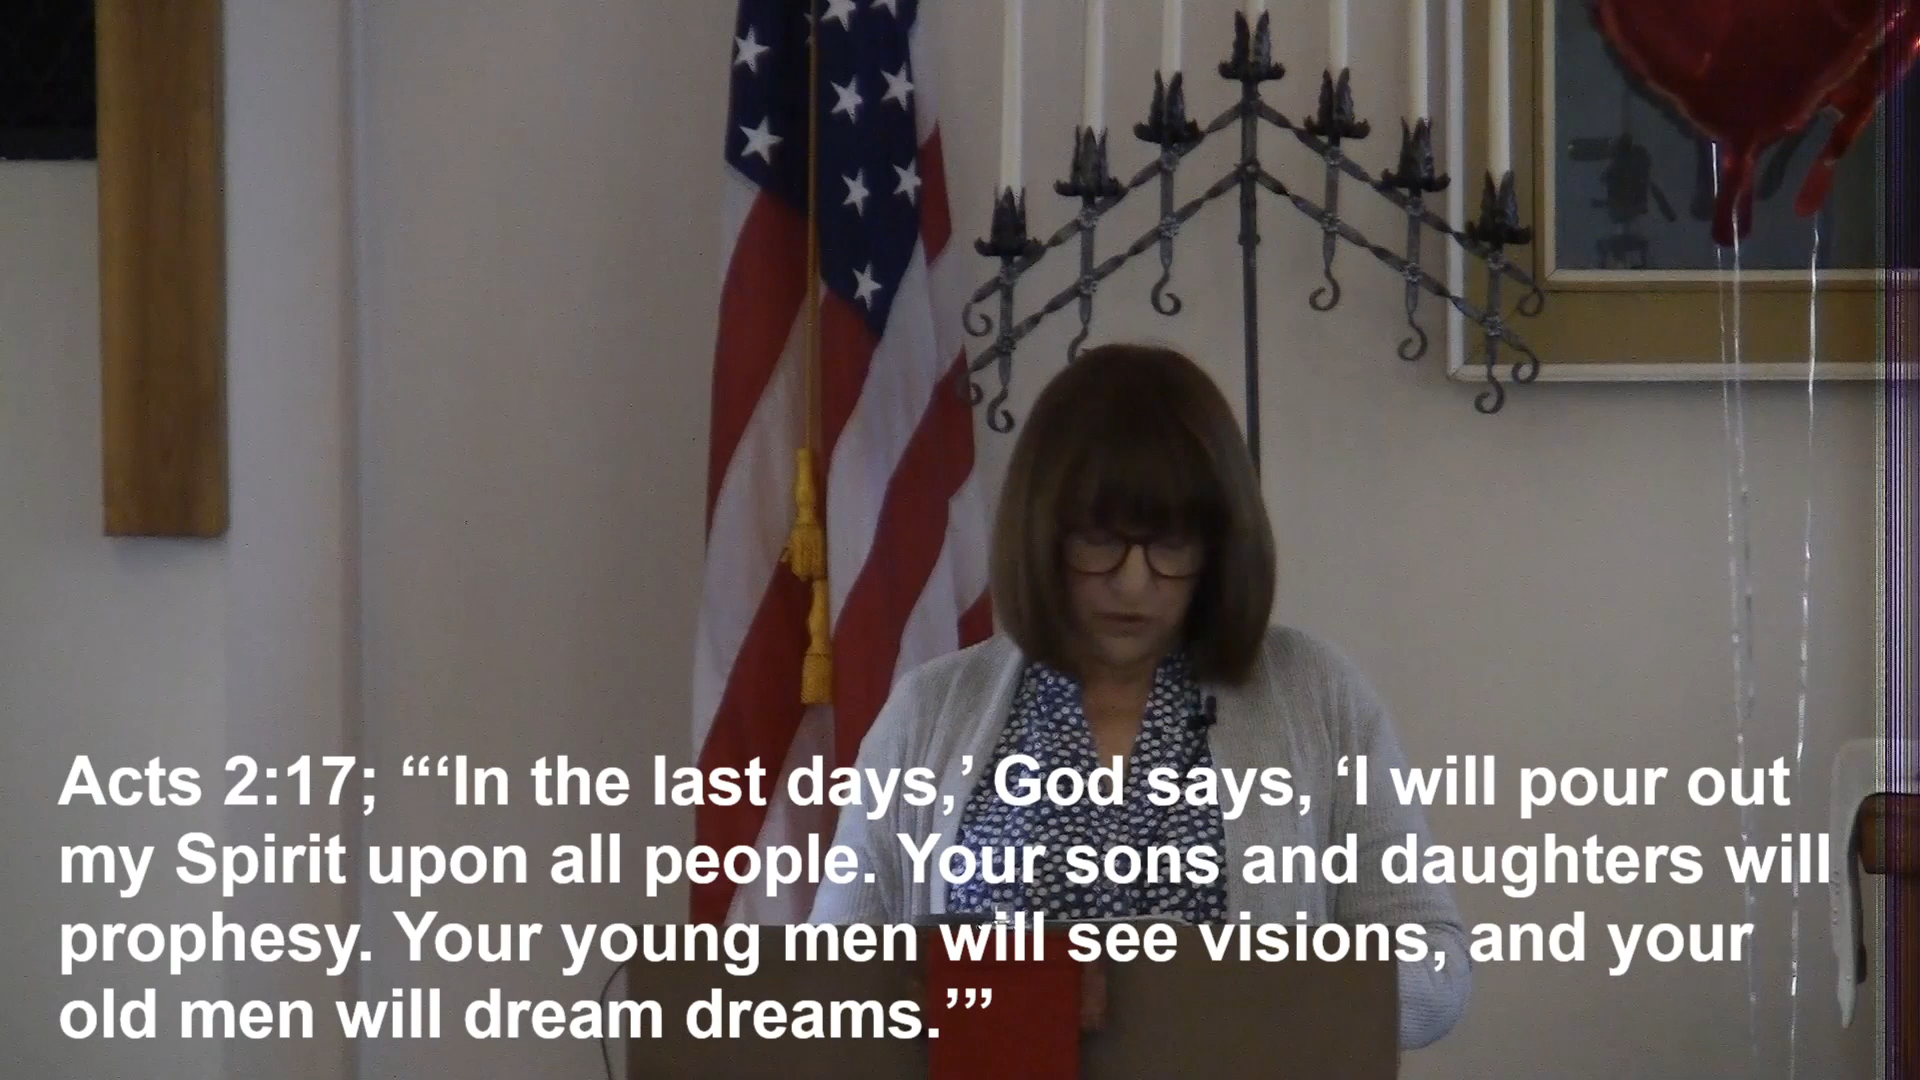 Acts 2:17; “‘In the last days,’ God says, ‘I will pour out
my Spirit upon all people. Your sons and daughters will
prophesy. Your young men will see visions, and your
old men will dream dreams.’”